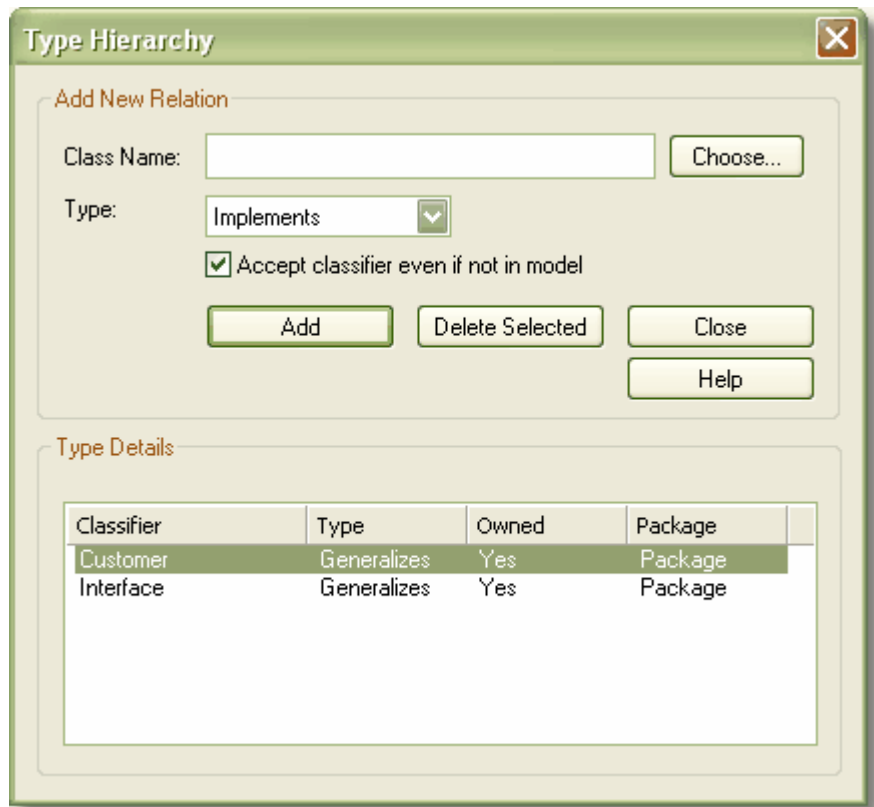 Type Hierarchy
Add New Relation
Class Name: Choose...
Type: Implements
Accept classifier even if not in model
Add Delete Selected Close
Help
Type Details
Classifier Type Owned Package
Customer Generalizes Yes Package
Interface Generalizes Yes Package